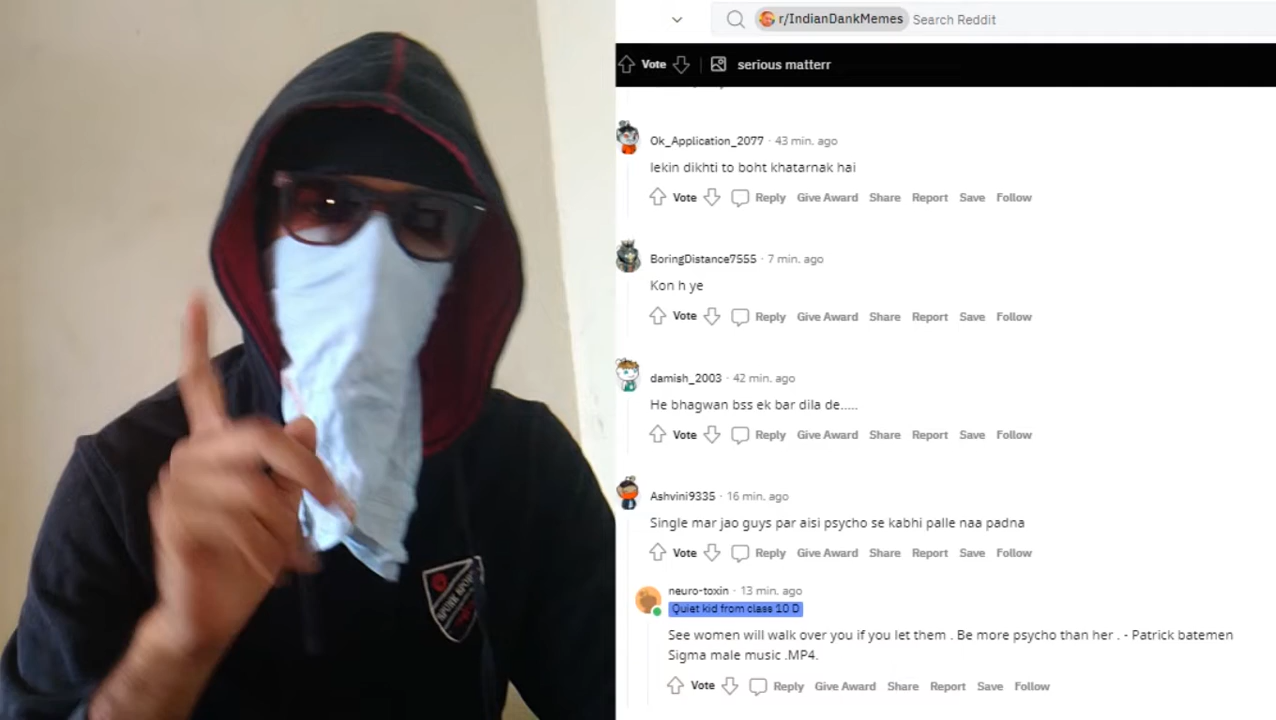 r/IndianDankMemes Search Reddit
Vote serious matterr
Ok_Application_2077 · 43 min. ago
lekin dikhti to boht khatarnak hai
Vote Reply Give Award Share Report Save Follow
BoringDistance7555 · 7 min. ago
Kon h ye
Vote Reply Give Award Share Report Save Follow
damish_2003 · 42 min. ago
He bhagwan bss ek bar dila de.....
Vote Reply Give Award Share Report Save Follow
Ashvini9335 · 16 min. ago
Single mar jao guys par aisi psycho se kabhi palle naa padna
Vote Reply Give Award Share Report Save Follow
neuro-toxin · 13 min. ago
Quiet kid from class 10 D
See women will walk over you if you let them . Be more psycho than her . - Patrick batemen
Sigma male music .MP4.
Vote Reply Give Award Share Report Save Follow